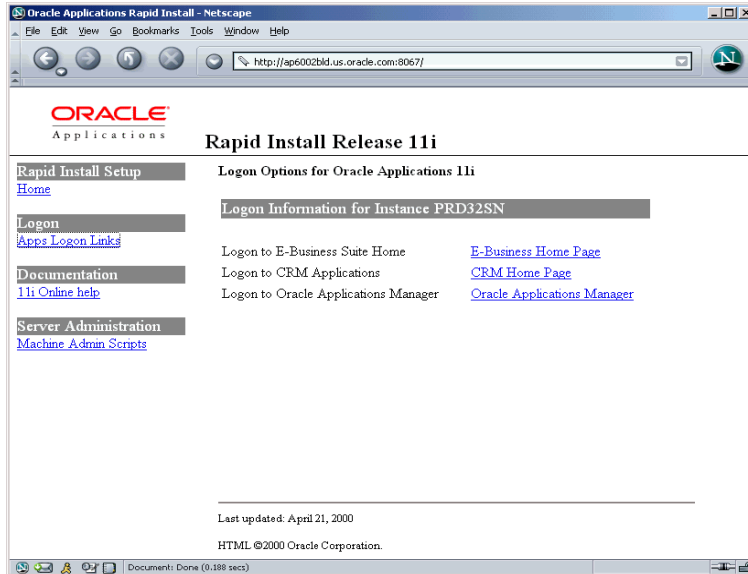 Oracle Applications Rapid Install - Netscape
File Edit View Go Bookmarks Tools Window Help
http://ap6002bld.us.oracle.com:8067/
N
ORACLE
Applications
Rapid Install Release 11i
Rapid Install Setup
Home
Logon
Apps Logon Links
Documentation
11i Online help
Server Administration
Machine Admin Scripts
Logon Options for Oracle Applications 11i
Logon Information for Instance PRD32SN
Logon to E-Business Suite Home E-Business Home Page
Logon to CRM Applications CRM Home Page
Logon to Oracle Applications Manager Oracle Applications Manager
Last updated: April 21, 2000
HTML ©2000 Oracle Corporation.
Document: Done (0.188 secs)